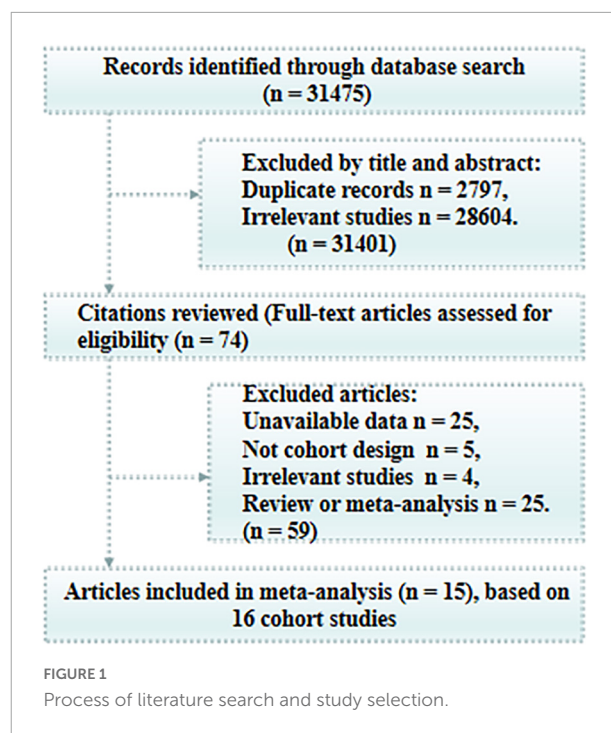 Records identified through database search
(n = 31475)
Excluded by title and abstract:
Duplicate records n = 2797,
Irrelevant studies n = 28604.
(n = 31401)
Citations reviewed (Full-text articles assessed for
eligibility (n = 74)
Excluded articles:
Unavailable data n = 25,
Not cohort design n = 5,
Irrelevant studies n = 4,
Review or meta-analysis n = 25.
(n = 59)
Articles included in meta-analysis (n = 15), based on
16 cohort studies
FIGURE 1
Process of literature search and study selection.